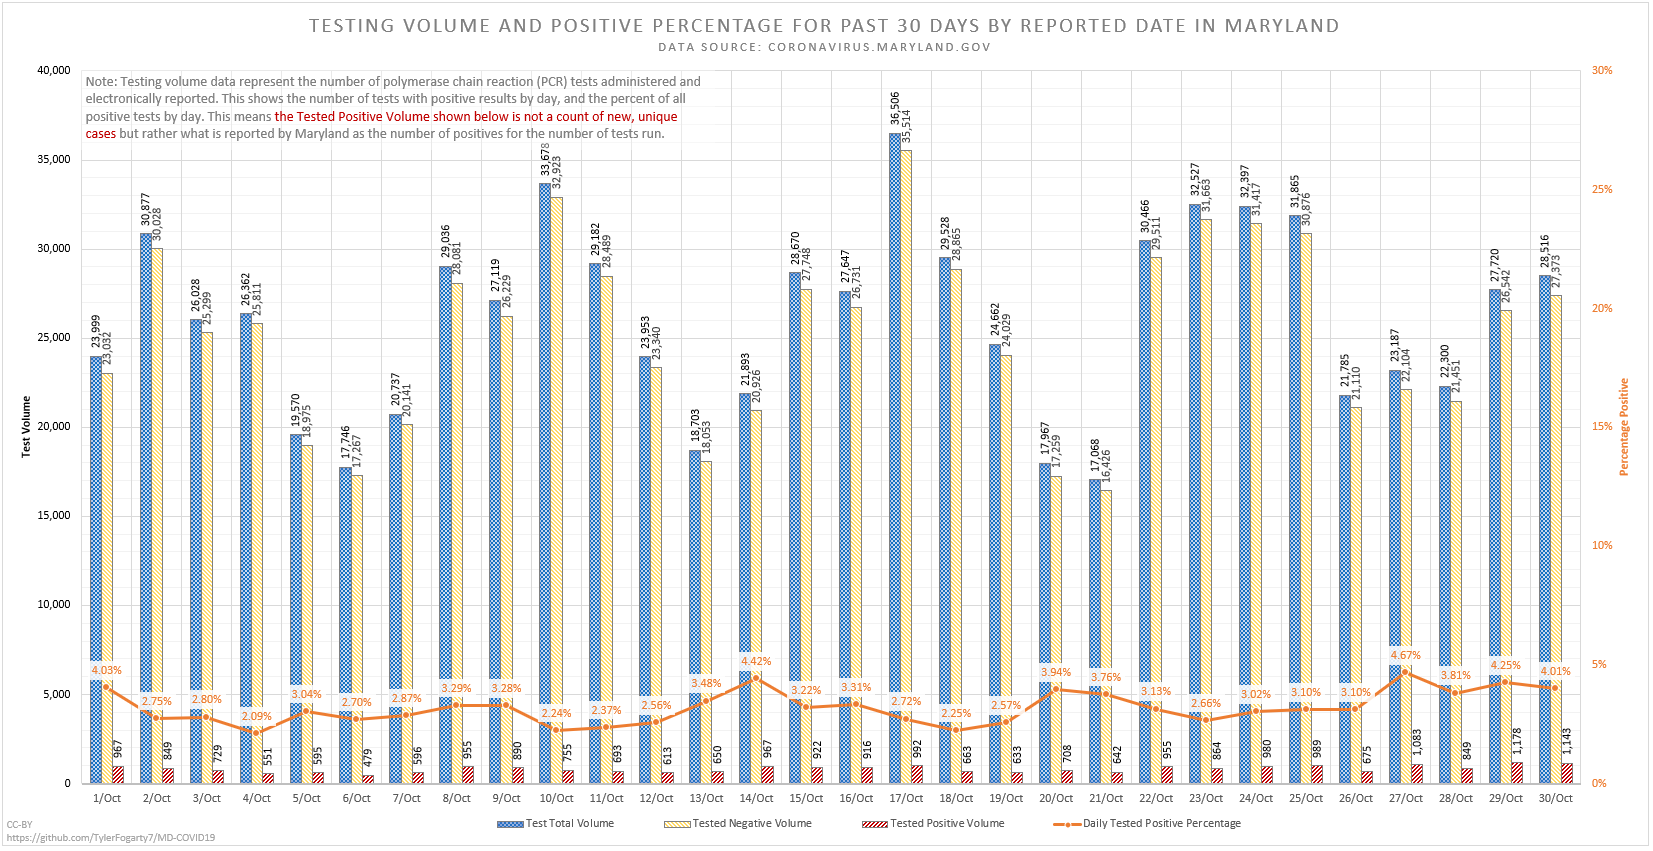 TESTING VOLUME AND POSITIVE PERCENTAGE FOR PAST 30 DAYS BY REPORTED DATE IN MARYLAND
DATA SOURCE: CORONAVIRUS.MARYLAND.GOV
Note: Testing volume data represent the number of polymerase chain reaction (PCR) tests administered and
electronically reported. This shows the number of tests with positive results by day, and the percent of all
positive tests by day. This means the Tested Positive Volume shown below is not a count of new, unique
cases but rather what is reported by Maryland as the number of positives for the number of tests run.
Test Volume
40,000
35,000
30,000
25,000
20,000
15,000
10,000
5,000
0
23,999 23,032 4.03% 967
30,877 30,028 2.75% 849
26,028 25,299 2.80% 729
26,362 25,811 2.09% 551
19,570 18,975 3.04% 595
17,746 17,267 2.70% 479
20,737 20,141 2.87% 596
29,036 28,081 3.29% 955
27,119 26,229 3.28% 890
33,678 32,923 2.24% 755
29,182 28,489 2.37% 693
23,953 23,340 2.56% 613
18,703 18,053 3.48% 650
21,893 20,926 4.42% 967
28,670 27,748 3.22% 922
27,647 26,731 3.31% 916
36,506 35,514 2.72% 992
29,528 28,865 2.25% 663
24,662 24,029 2.57% 633
17,967 17,259 3.94% 708
17,068 16,426 3.76% 642
30,466 29,511 3.13% 955
32,527 31,663 2.66% 864
32,397 31,417 3.02% 980
31,865 30,876 3.10% 989
21,785 21,110 3.10% 675
23,187 22,104 4.67% 1,083
22,300 21,451 3.81% 849
27,720 26,542 4.25% 1,178
28,516 27,373 4.01% 1,143
30%
25%
20%
15%
10%
5%
0%
Percentage Positive
1/Oct 2/Oct 3/Oct 4/Oct 5/Oct 6/Oct 7/Oct 8/Oct 9/Oct 10/Oct 11/Oct 12/Oct 13/Oct 14/Oct 15/Oct 16/Oct 17/Oct 18/Oct 19/Oct 20/Oct 21/Oct 22/Oct 23/Oct 24/Oct 25/Oct 26/Oct 27/Oct 28/Oct 29/Oct 30/Oct
Test Total Volume Tested Negative Volume Tested Positive Volume Daily Tested Positive Percentage
CC-BY
https://github.com/TylerFogarty7/MD-COVID19